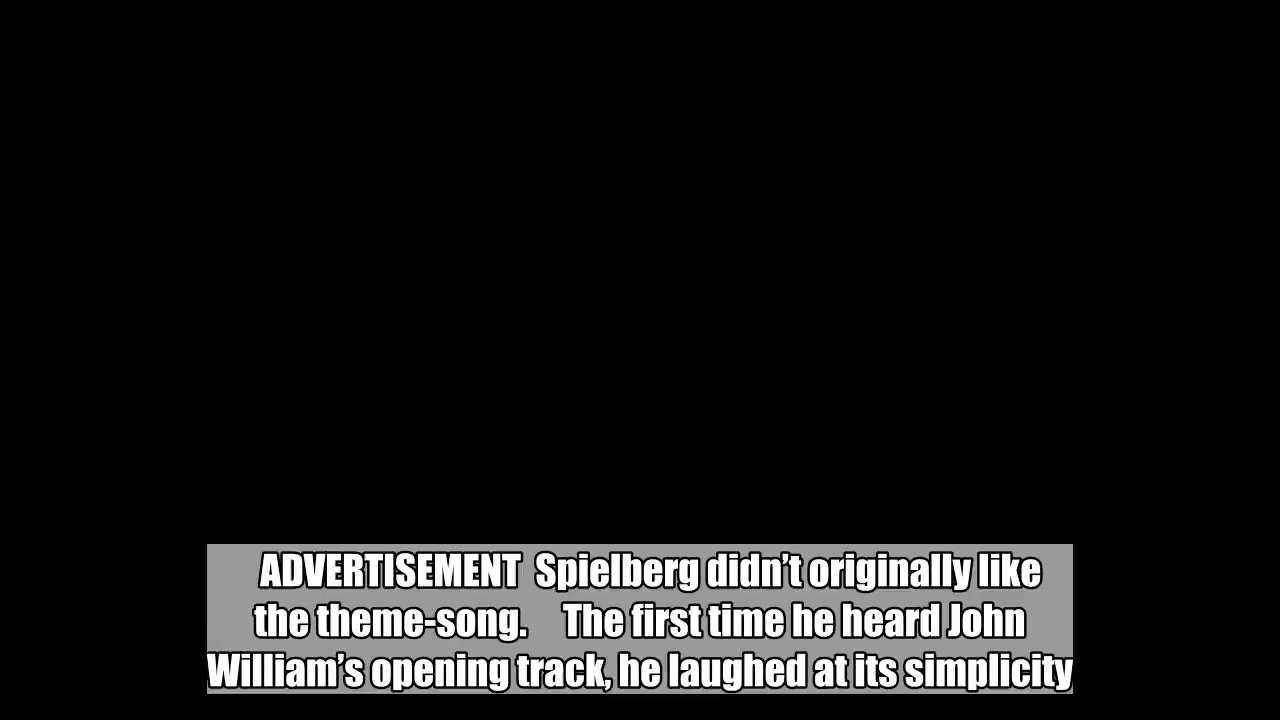 ADVERTISEMENT  Spielberg didn’t originally like
the theme-song.     The first time he heard John
William’s opening track, he laughed at its simplicity